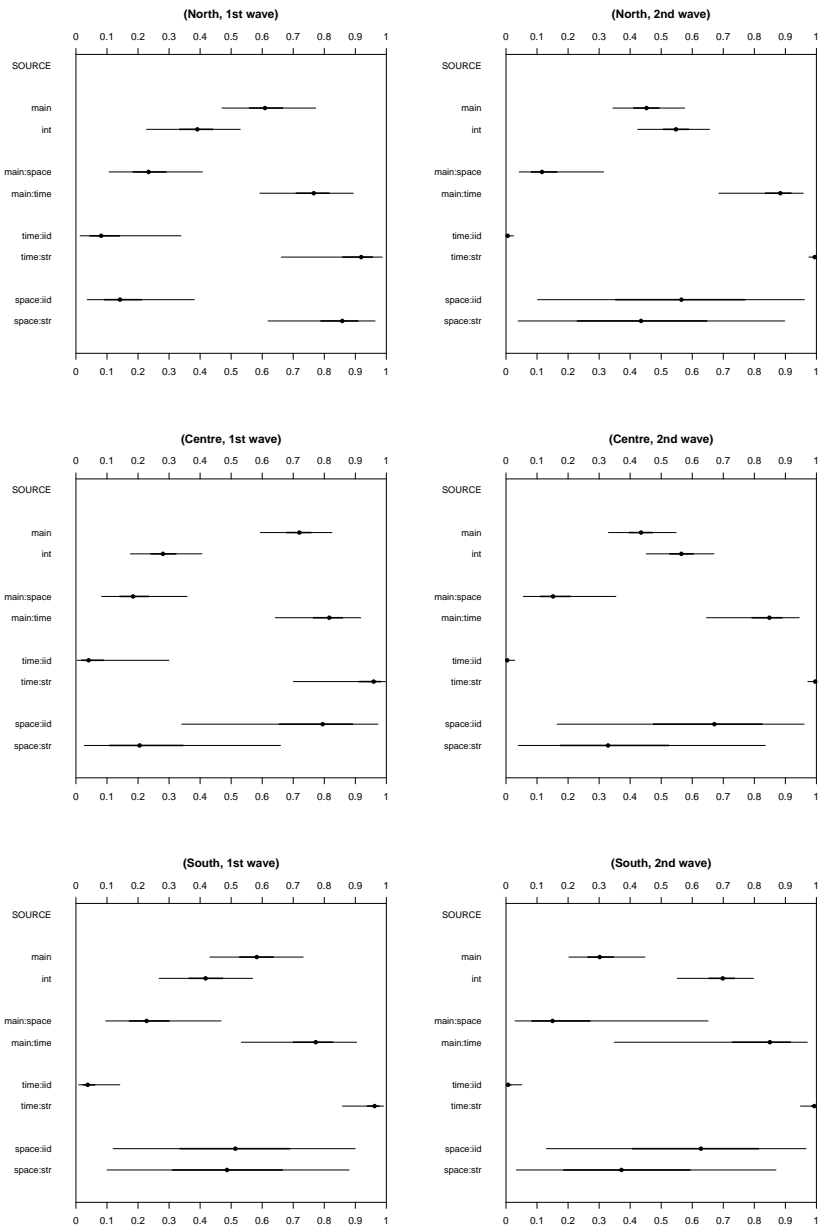 (North, 1st wave)
0 0.1 0.2 0.3 0.4 0.5 0.6 0.7 0.8 0.9 1
SOURCE
main
int
main:space
main:time
time:iid
time:str
space:iid
space:str
0 0.1 0.2 0.3 0.4 0.5 0.6 0.7 0.8 0.9 1
(North, 2nd wave)
0 0.1 0.2 0.3 0.4 0.5 0.6 0.7 0.8 0.9 1
SOURCE
main
int
main:space
main:time
time:iid
time:str
space:iid
space:str
0 0.1 0.2 0.3 0.4 0.5 0.6 0.7 0.8 0.9 1
(Centre, 1st wave)
0 0.1 0.2 0.3 0.4 0.5 0.6 0.7 0.8 0.9 1
SOURCE
main
int
main:space
main:time
time:iid
time:str
space:iid
space:str
0 0.1 0.2 0.3 0.4 0.5 0.6 0.7 0.8 0.9 1
(Centre, 2nd wave)
0 0.1 0.2 0.3 0.4 0.5 0.6 0.7 0.8 0.9 1
SOURCE
main
int
main:space
main:time
time:iid
time:str
space:iid
space:str
0 0.1 0.2 0.3 0.4 0.5 0.6 0.7 0.8 0.9 1
(South, 1st wave)
0 0.1 0.2 0.3 0.4 0.5 0.6 0.7 0.8 0.9 1
SOURCE
main
int
main:space
main:time
time:iid
time:str
space:iid
space:str
0 0.1 0.2 0.3 0.4 0.5 0.6 0.7 0.8 0.9 1
(South, 2nd wave)
0 0.1 0.2 0.3 0.4 0.5 0.6 0.7 0.8 0.9 1
SOURCE
main
int
main:space
main:time
time:iid
time:str
space:iid
space:str
0 0.1 0.2 0.3 0.4 0.5 0.6 0.7 0.8 0.9 1